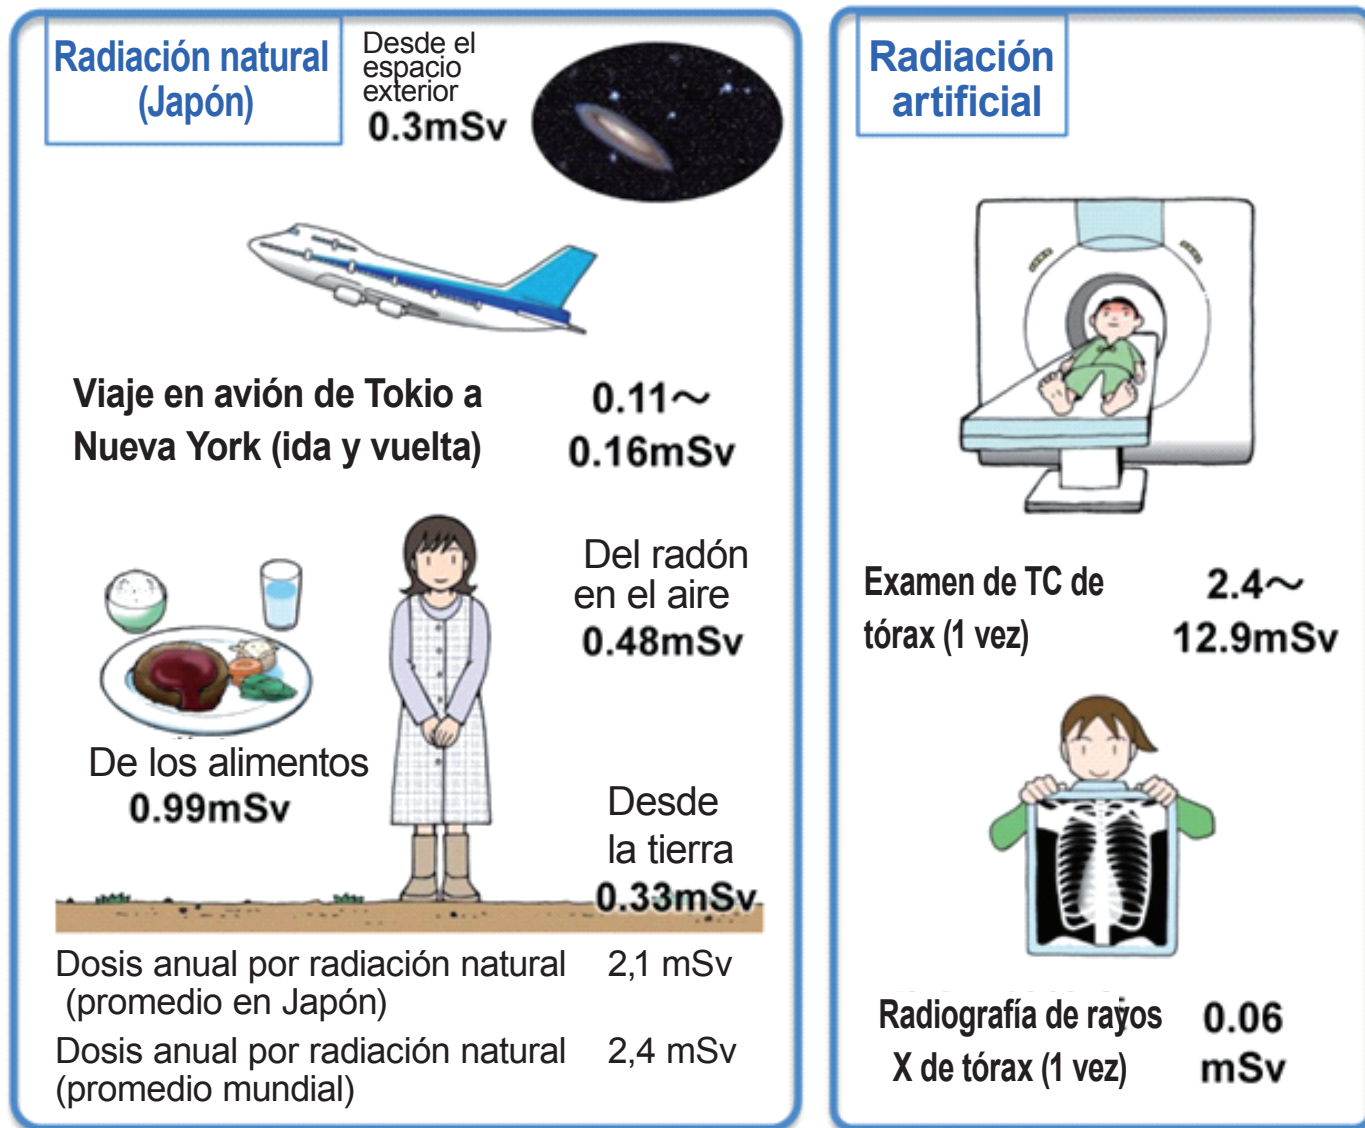 Radiación natural
(Japón)
Desde el
espacio
exterior
0.3mSv
Viaje en avión de Tokio a
Nueva York (ida y vuelta)
0.11～
0.16mSv
Del radón
en el aire
0.48mSv
De los alimentos
0.99mSv
Desde
la tierra
0.33mSv
Dosis anual por radiación natural 2,1 mSv
(promedio en Japón)
Dosis anual por radiación natural 2,4 mSv
(promedio mundial)
Radiación
artificial
Examen de TC de
tórax (1 vez)
2.4～
12.9mSv
Radiografía de rayos
X de tórax (1 vez)
0.06
mSv